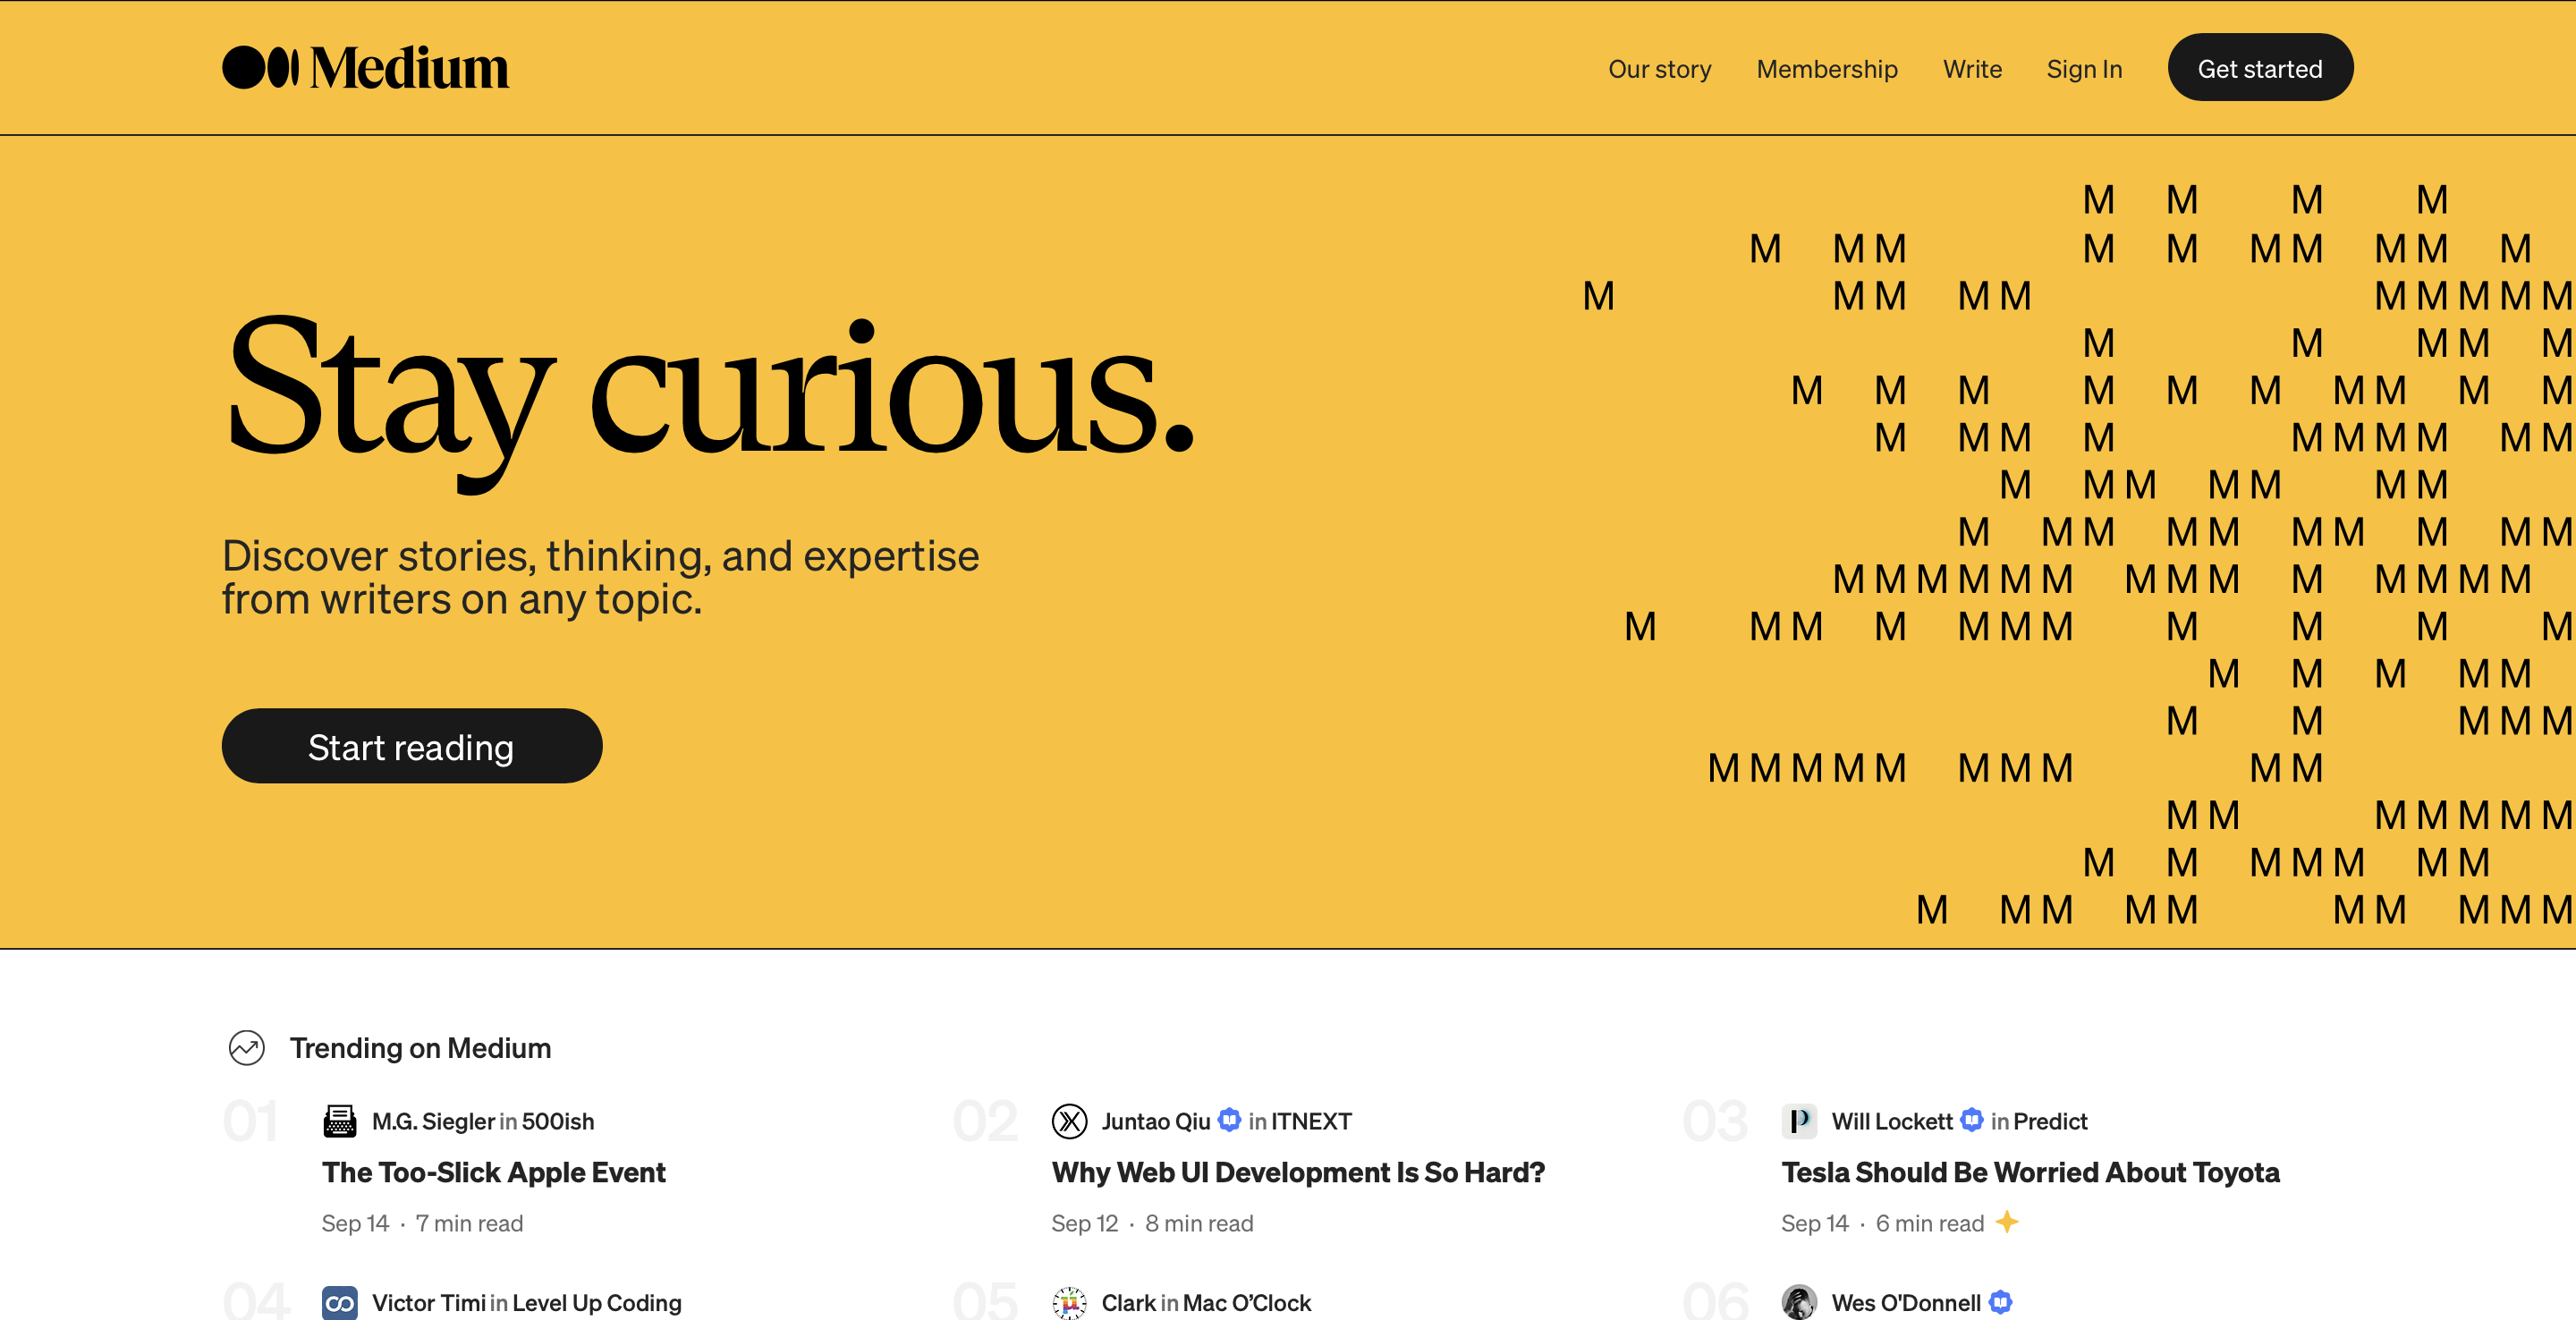 Medium
Our story Membership Write Sign In Get started
Stay curious.
Discover stories, thinking, and expertise
from writers on any topic.
Start reading
M M M M
M M M M M M M M M M
M M M M M M M M M M
M M M M M
M M M M M M M M M M
M M M M M M M M M M
M M M M M M M
M M M M M M M M M M
M M M M M M M M M M M M M M
M M M M M M M M M M M
M M M M M
M M M M M
M M M M M M M M M M
M M M M M M M
M M M M M M M
M M M M M M M M M M
Trending on Medium
01 M.G. Siegler in 500ish
The Too-Slick Apple Event
Sep 14 · 7 min read
02 Juntao Qiu in ITNEXT
Why Web UI Development Is So Hard?
Sep 12 · 8 min read
03 Will Lockett in Predict
Tesla Should Be Worried About Toyota
Sep 14 · 6 min read
04 Victor Timi in Level Up Coding
05 Clark in Mac O’Clock
06 Wes O'Donnell